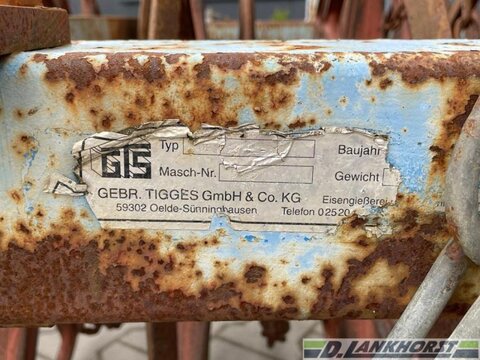 GTS
Typ
Baujahr
Masch-Nr.
Gewicht
GEBR. TIGGES GmbH & Co. KG
Eisengießerei
59302 Oelde-Sünninghausen
Telefon 02520
D.LANKHORST